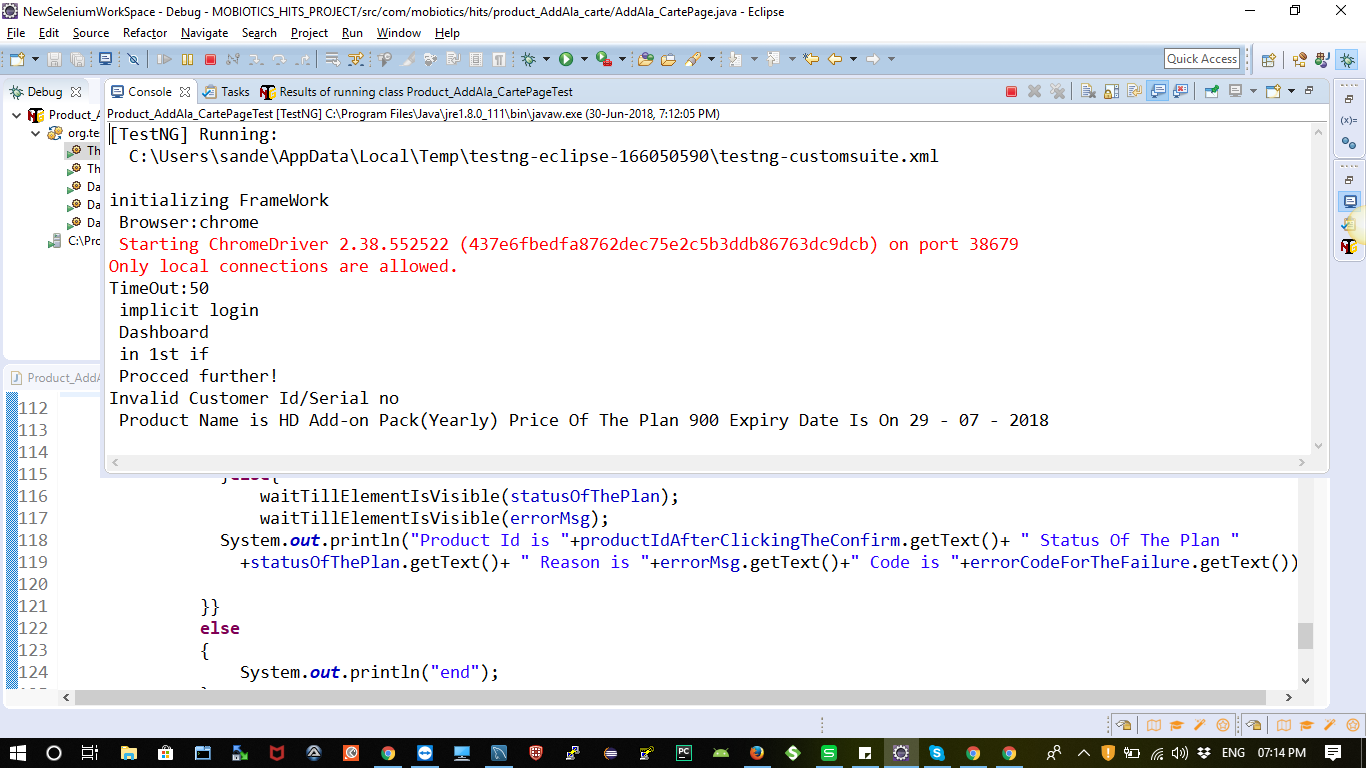 NewSeleniumWorkSpace - Debug - MOBIOTICS_HITS_PROJECT/src/com/mobiotics/hits/product_AddAla_carte/AddAla_CartePage.java - Eclipse
File Edit Source Refactor Navigate Search Project Run Window Help
Quick Access
Debug
Console
Tasks
Results of running class Product_AddAla_CartePageTest
Product_A
org.te
Th
Th
Da
Da
Da
C:\Prc
Product_AddAla_CartePageTest [TestNG] C:\Program Files\Java\jre1.8.0_111\bin\javaw.exe (30-Jun-2018, 7:12:05 PM)
[TestNG] Running:
C:\Users\sande\AppData\Local\Temp\testng-eclipse-166050590\testng-customsuite.xml
initializing FrameWork
Browser:chrome
Starting ChromeDriver 2.38.552522 (437e6fbedfa8762dec75e2c5b3ddb86763dc9dcb) on port 38679
Only local connections are allowed.
TimeOut:50
implicit login
Dashboard
in 1st if
Procced further!
Invalid Customer Id/Serial no
Product Name is HD Add-on Pack(Yearly) Price Of The Plan 900 Expiry Date Is On 29 - 07 - 2018
Product_AddA
112
113
114
115 }else{
116 waitTillElementIsVisible(statusOfThePlan);
117 waitTillElementIsVisible(errorMsg);
118 System.out.println("Product Id is "+productIdAfterClickingTheConfirm.getText()+ " Status Of The Plan "
119 +statusOfThePlan.getText()+ " Reason is "+errorMsg.getText()+" Code is "+errorCodeForTheFailure.getText())
120
121 }}
122 else
123 {
124 System.out.println("end");
ENG 07:14 PM